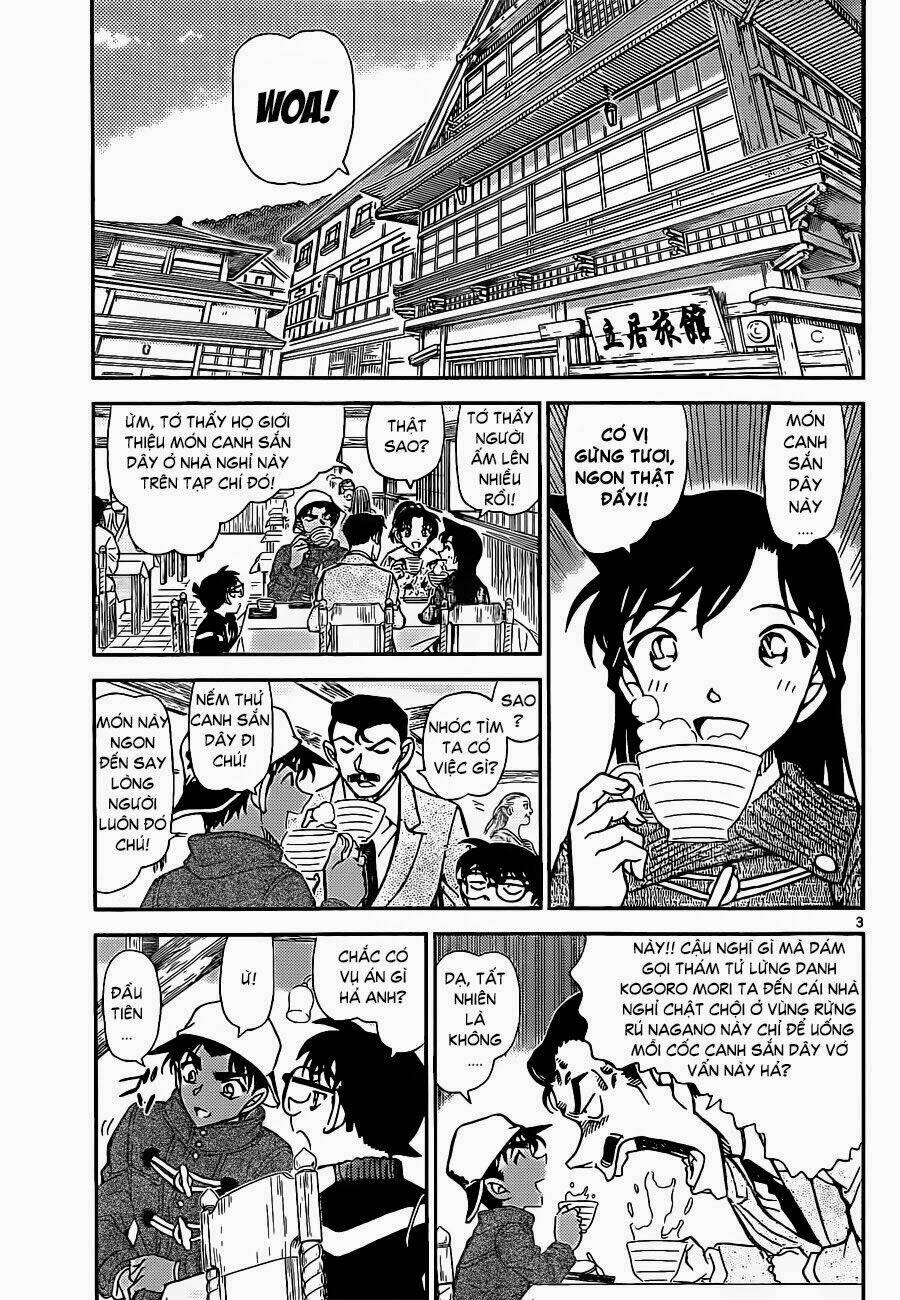 WOA!
立居旅館
MÓN
CANH
SẮN
DÂY
NÀY
....
CÓ VỊ
GỪNG TƯƠI,
NGON THẬT
ĐẤY!!
TỚ THẤY
NGƯỜI
ẤM LÊN
NHIỀU
RỒI!
THẬT
SAO?
ỪM, TỚ THẤY HỌ GIỚI
THIỆU MÓN CANH SẮN
DÂY Ở NHÀ NGHỈ NÀY
TRÊN TẠP CHÍ ĐÓ!
SAO
?
NHÓC TÌM
TA CÓ
VIỆC GÌ?
NẾM THỬ
CANH SẮN
DÂY ĐI
CHÚ!
MÓN NÀY
NGON
ĐẾN SAY
LÒNG
NGƯỜI
LUÔN ĐÓ
CHÚ!
3
NÀY!! CẬU NGHĨ GÌ MÀ DÁM
GỌI THÁM TỬ LỪNG DANH
KOGORO MORI TA ĐẾN CÁI NHÀ
NGHỈ CHẬT CHỘI Ở VÙNG RỪNG
RÚ NAGANO NÀY CHỈ ĐỂ UỐNG
MỖI CỐC CANH SẮN DÂY VỚ
VẨN NÀY HẢ?
DẠ, TẤT
NHIÊN
LÀ
KHÔNG
....
CHẮC CÓ
VỤ ÁN GÌ
HẢ ANH?
Ừ!
ĐẦU
TIÊN
...